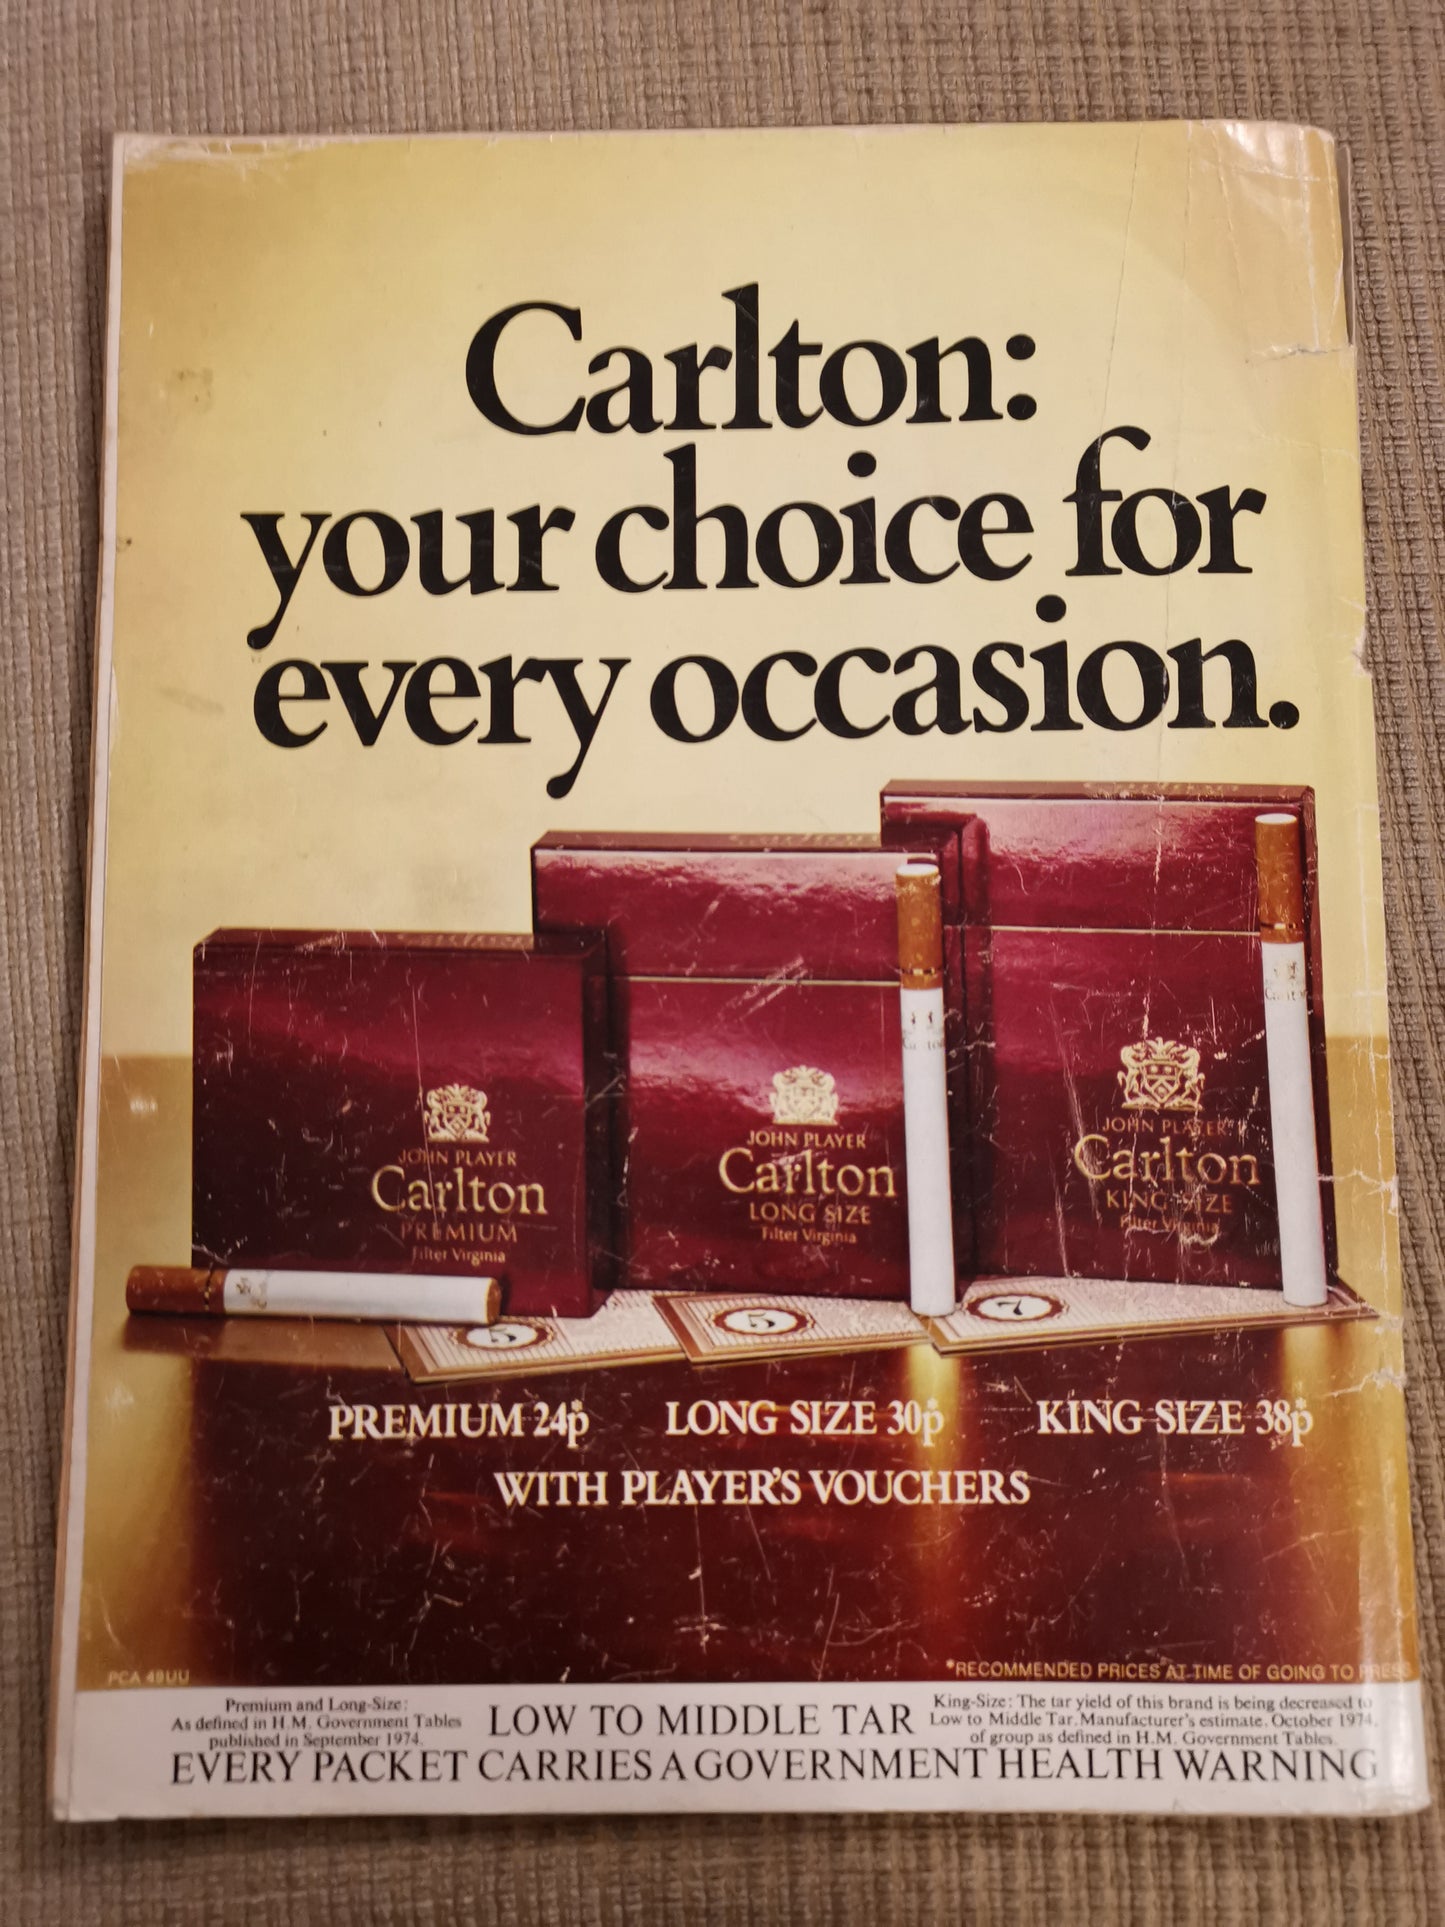 Carlton:
your choice for
every occasion.
JOHN PLAYER
Carlton
PREMIUM
Filter Virginia
JOHN PLAYER
Carlton
LONG SIZE
Filter Virginia
JOHN PLAYER
Carlton
KING SIZE
Filter Virginia
Carlton
5
5
7
PREMIUM 24p*
LONG SIZE 30p*
KING SIZE 38p*
WITH PLAYER'S VOUCHERS
PCA 49UU
*RECOMMENDED PRICES AT TIME OF GOING TO PRESS
Premium and Long-Size:
As defined in H.M. Government Tables
published in September 1974.
LOW TO MIDDLE TAR
King-Size: The tar yield of this brand is being decreased to
Low to Middle Tar. Manufacturer's estimate. October 1974,
of group as defined in H.M. Government Tables.
EVERY PACKET CARRIES A GOVERNMENT HEALTH WARNING